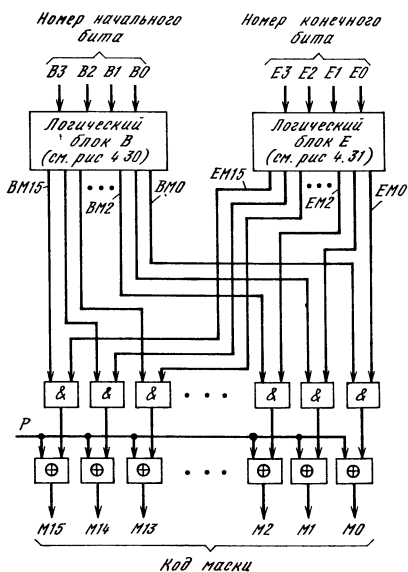 Номер начального бита
Номер конечного бита
B3 B2 B1 B0
E3 E2 E1 E0
Логический блок B (см. рис 4 30)
Логический блок E (см. рис 4.31)
BM15
BM2
BM0
EM15
EM2
EM0
& & & & & &
P
⊕ ⊕ ⊕ ⊕ ⊕ ⊕
M15 M14 M13 M2 M1 M0
Код маски